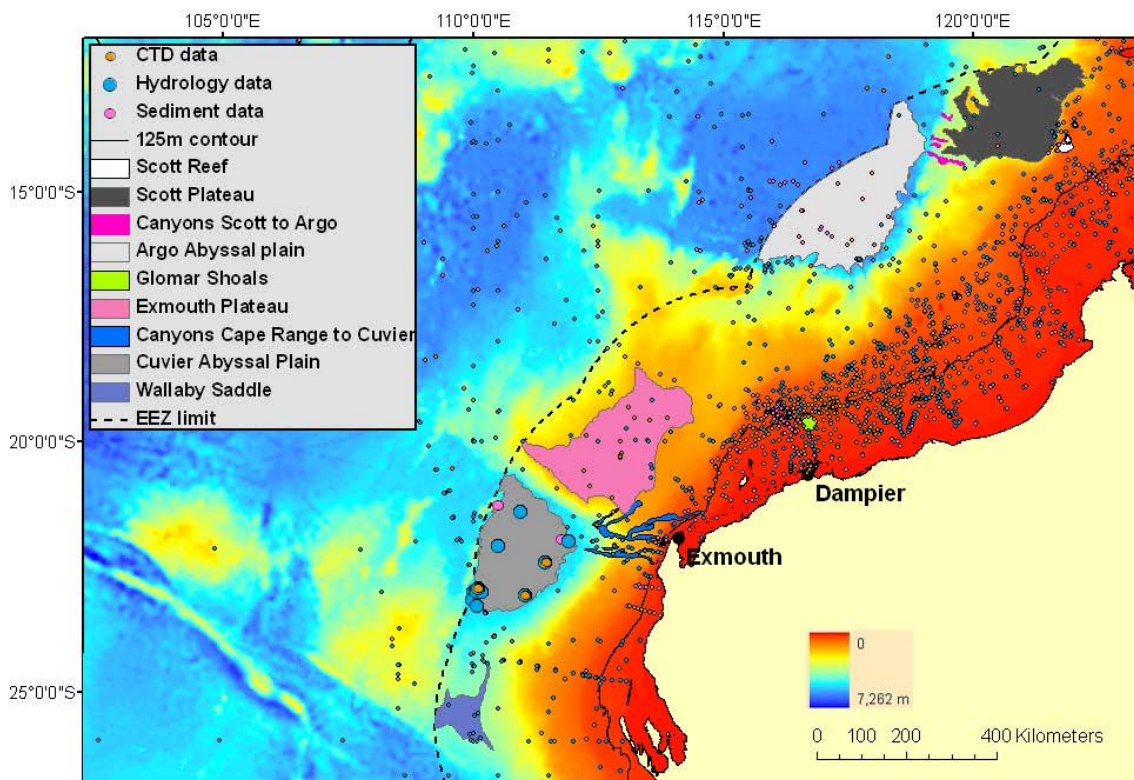 105°0'0"E 110°0'0"E 115°0'0"E 120°0'0"E
CTD data
Hydrology data
Sediment data
125m contour
Scott Reef
Scott Plateau
Canyons Scott to Argo
Argo Abyssal plain
Glomar Shoals
Exmouth Plateau
Canyons Cape Range to Cuvier
Cuvier Abyssal Plain
Wallaby Saddle
EEZ limit
15°0'0"S
20°0'0"S
Dampier
Exmouth
25°0'0"S
0
7,262 m
0 100 200 400 Kilometers